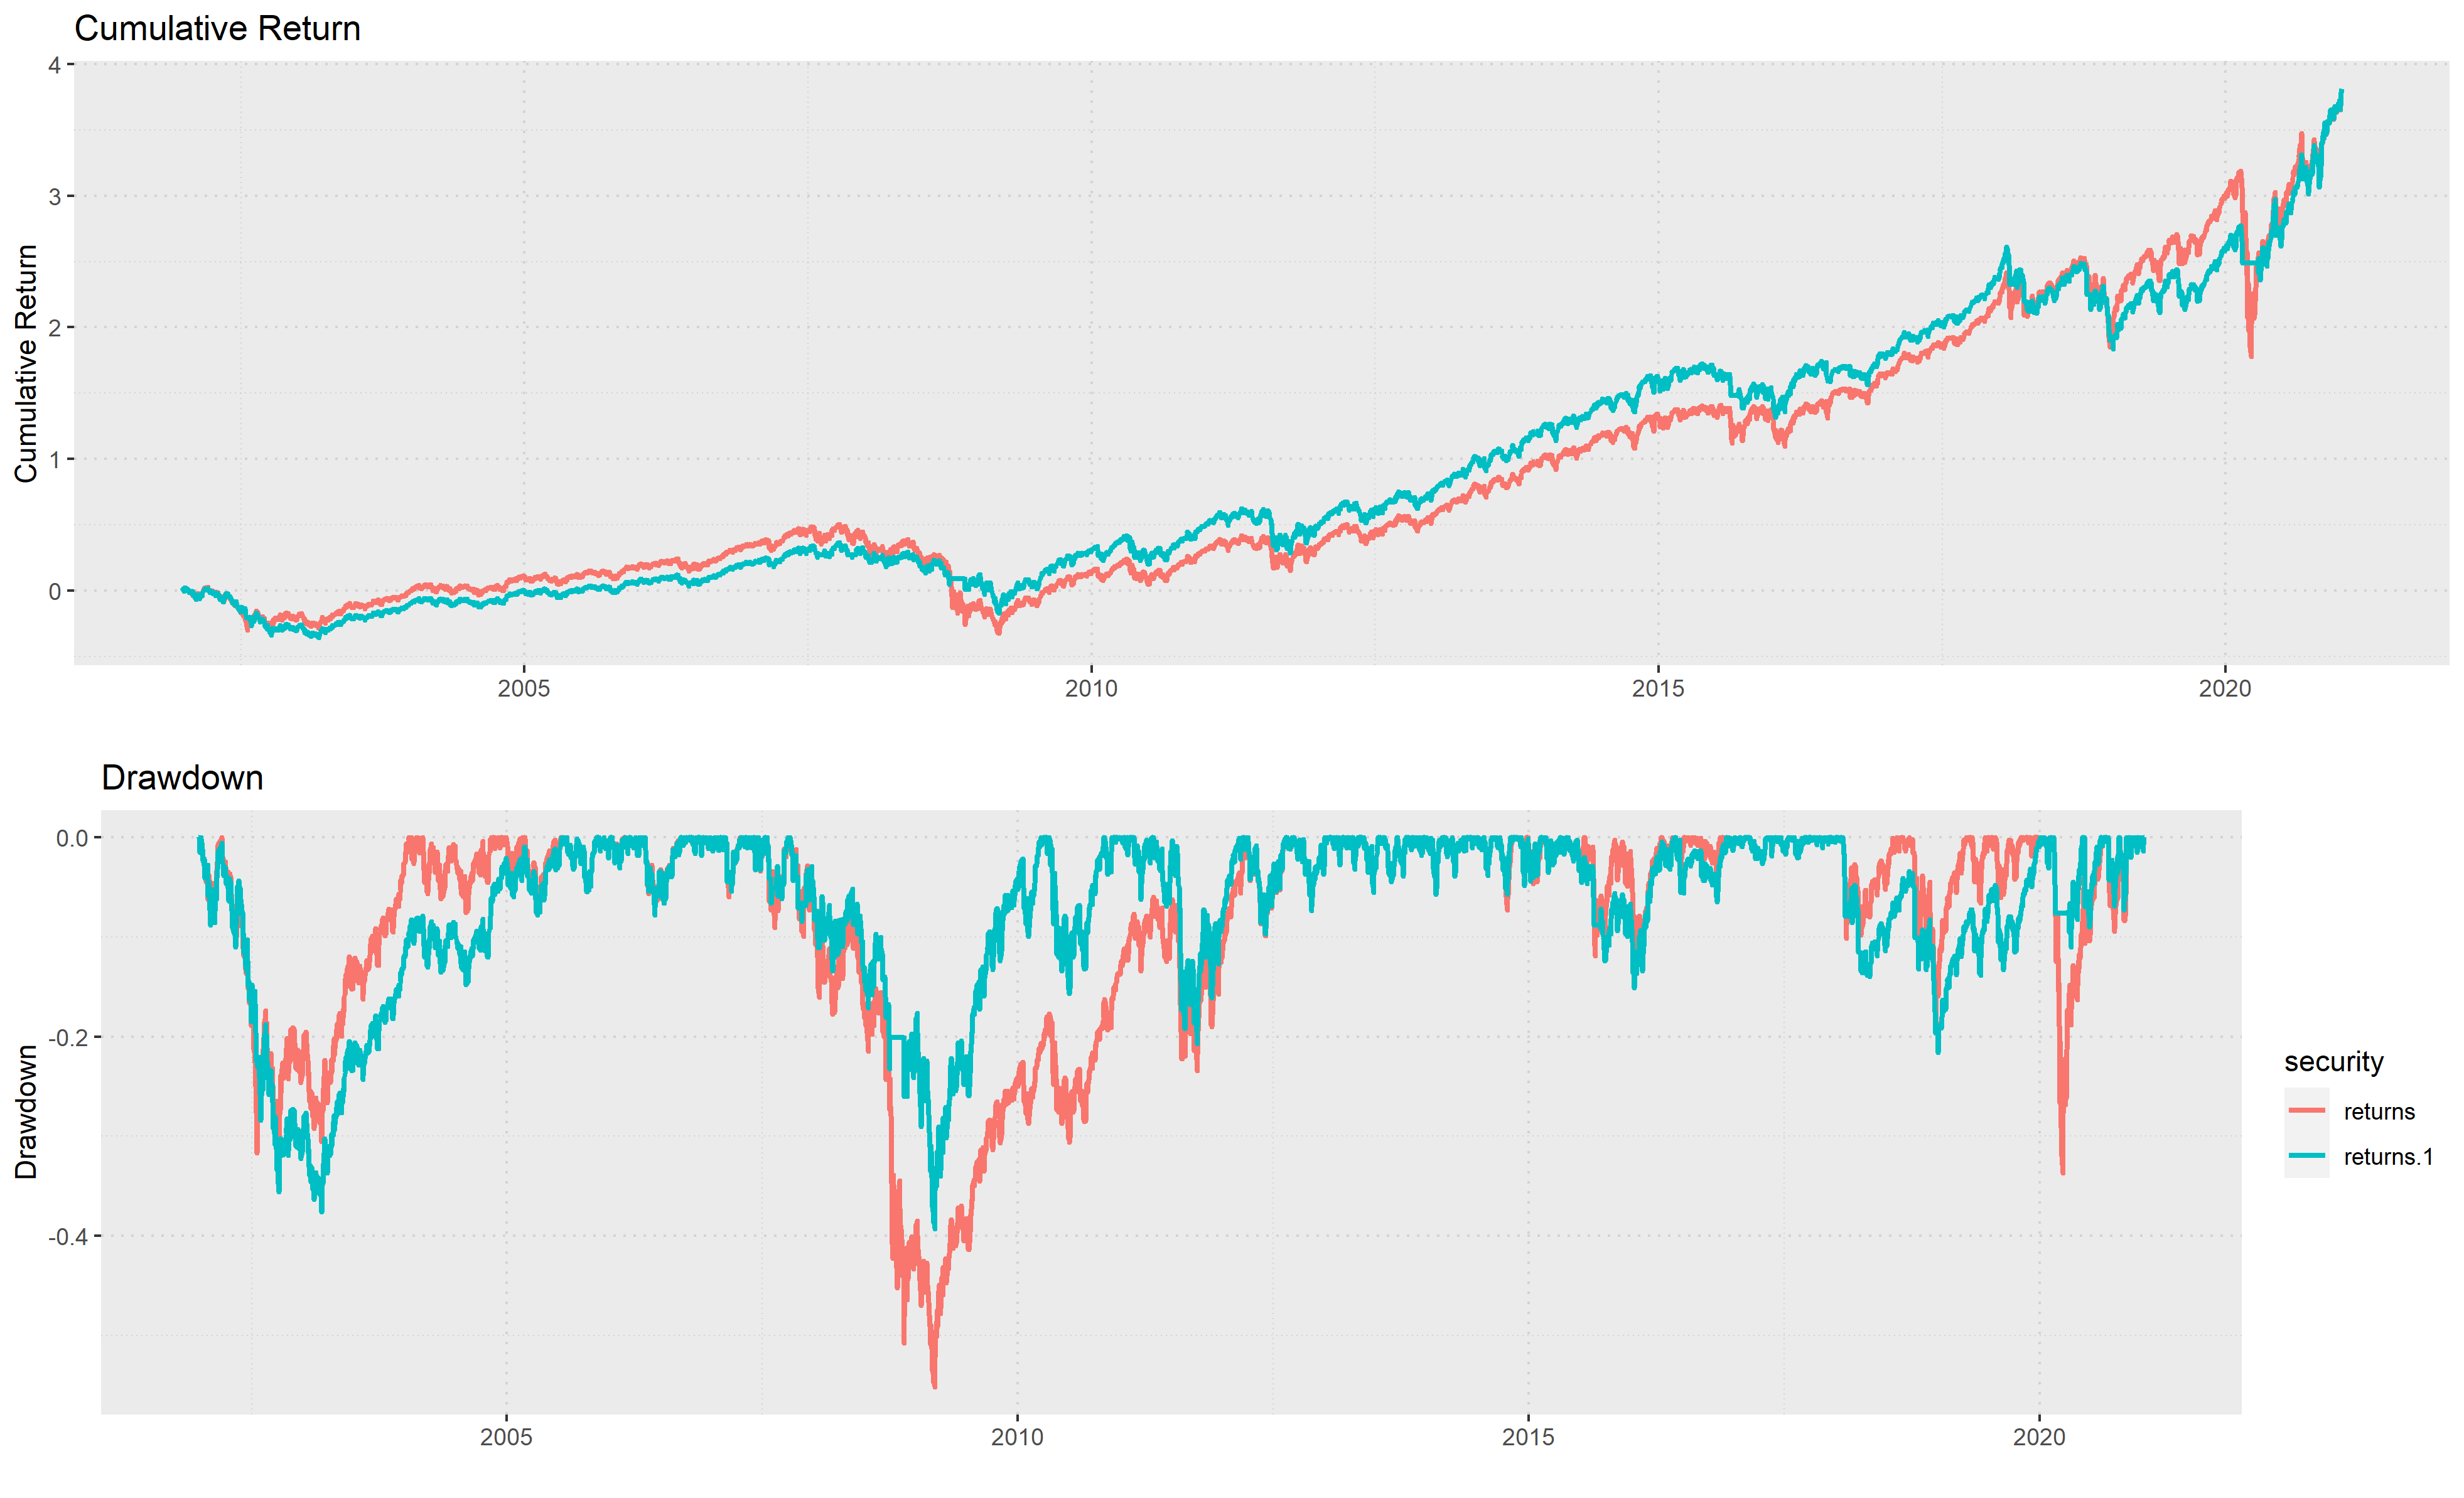 Cumulative Return
4
3
2
1
0
Cumulative Return
2005 2010 2015 2020
Drawdown
0.0
-0.2
-0.4
Drawdown
2005 2010 2015 2020
security
returns
returns.1